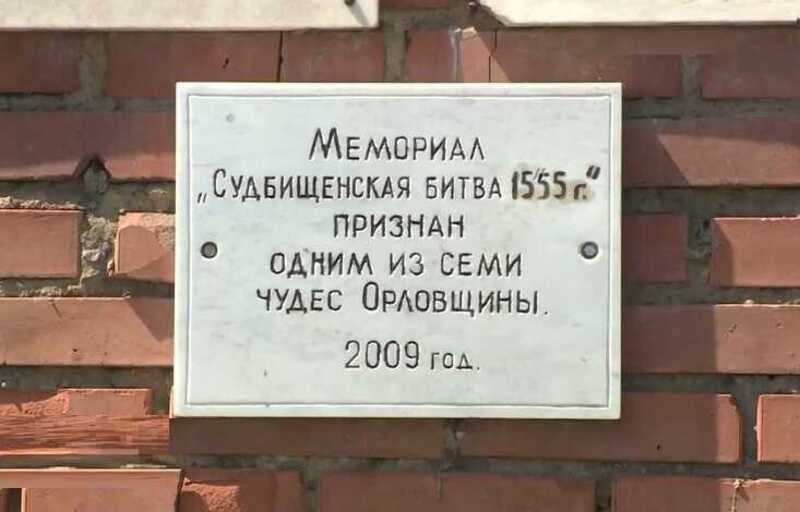 Мемориал
„Судбищенская битва 1555 г."
признан
одним из семи
чудес Орловщины.
2009 год.